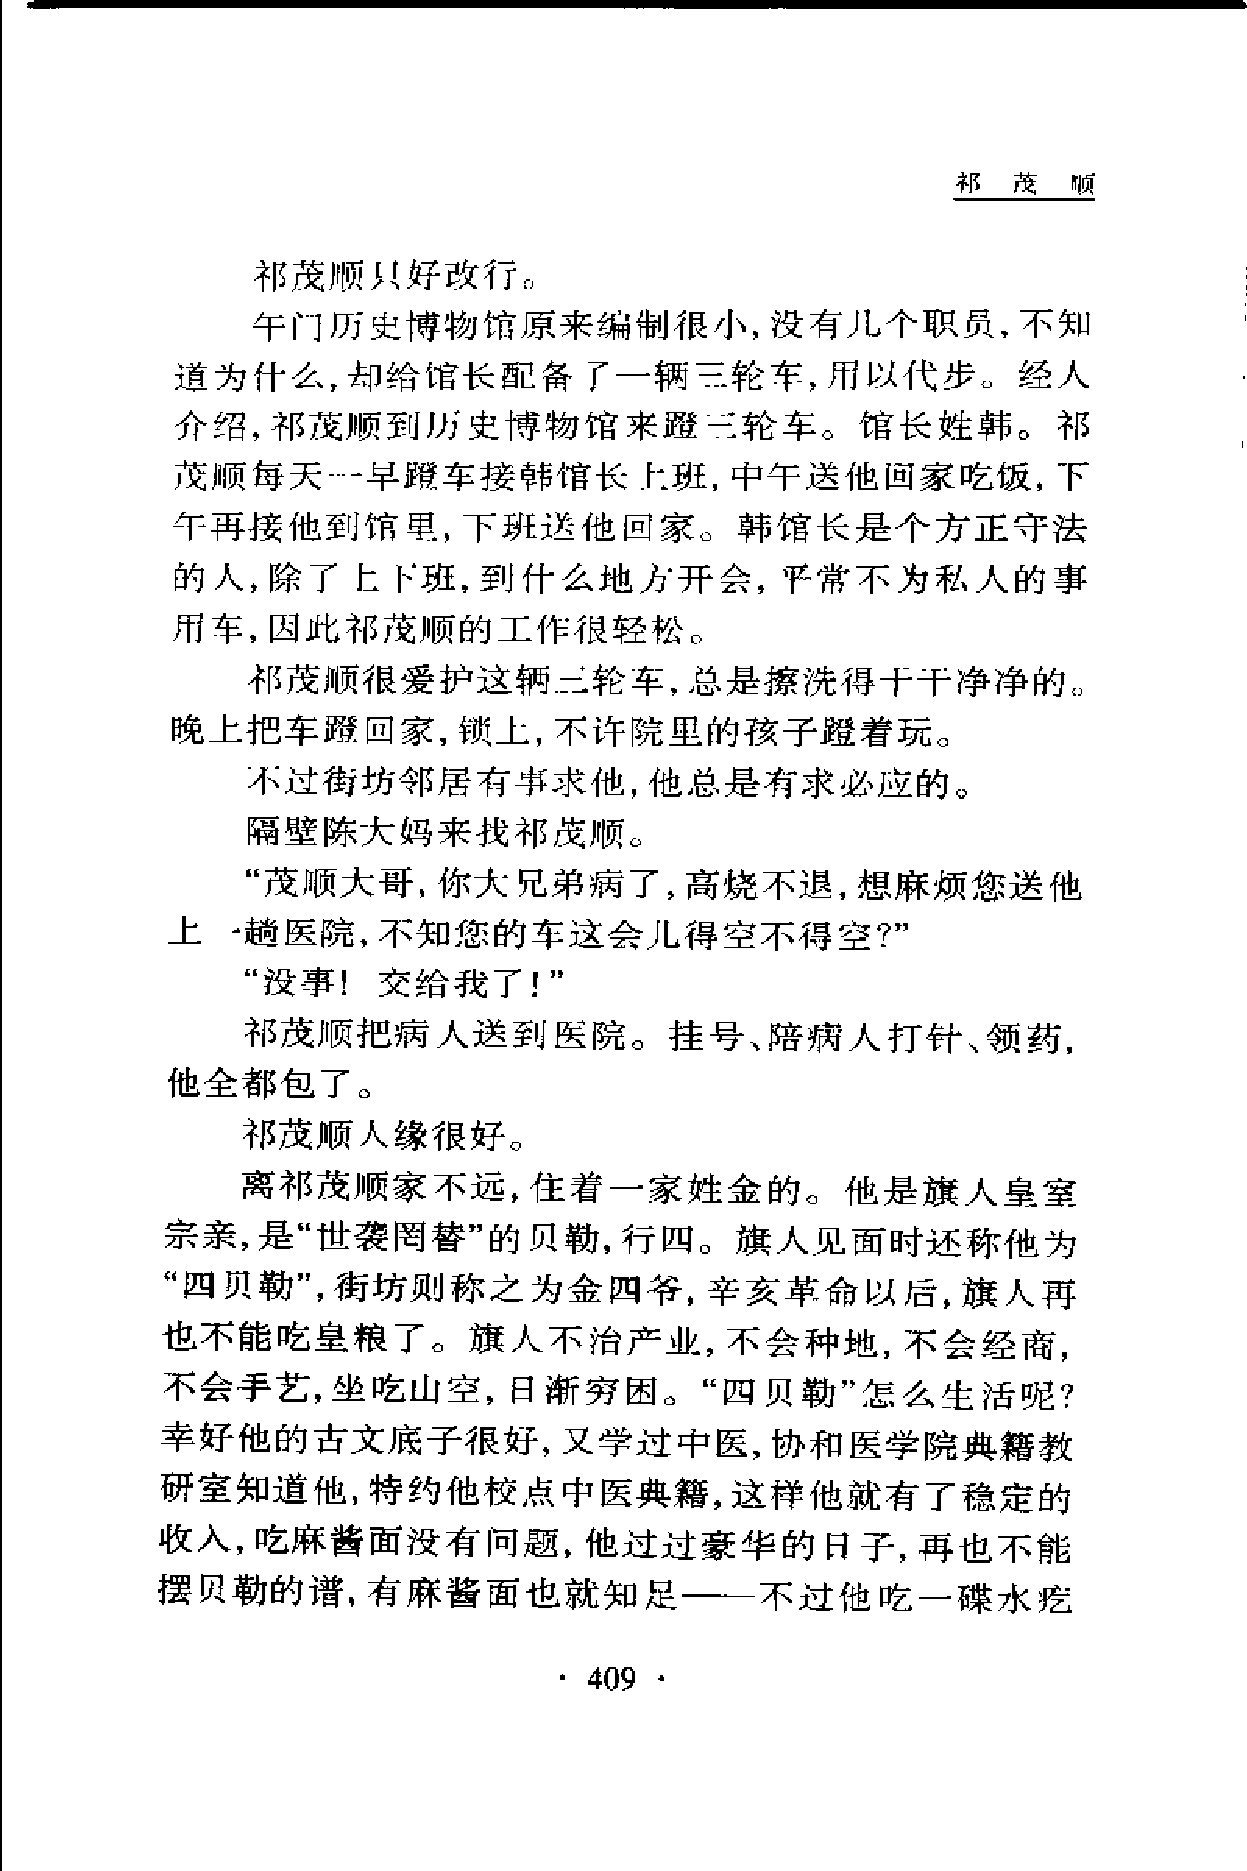 祁 茂 顺
祁茂顺只好改行。
午门历史博物馆原来编制很小,没有几个职员,不知
道为什么,却给馆长配备了一辆三轮车,用以代步。经人
介绍,祁茂顺到历史博物馆来蹬三轮车。馆长姓韩。祁
茂顺每天一早蹬车接韩馆长上班,中午送他回家吃饭,下
午再接他到馆里,下班送他回家。韩馆长是个方正守法
的人,除了上下班,到什么地方开会,平常不为私人的事
用车,因此祁茂顺的工作很轻松。
祁茂顺很爱护这辆三轮车,总是擦洗得干干净净的。
晚上把车蹬回家,锁上,不许院里的孩子蹬着玩。
不过街坊邻居有事求他,他总是有求必应的。
隔壁陈大妈来找祁茂顺。
“茂顺大哥,你大兄弟病了,高烧不退,想麻烦您送他
上一趟医院,不知您的车这会儿得空不得空?”
“没事! 交给我了!”
祁茂顺把病人送到医院。挂号、陪病人打针、领药,
他全都包了。
祁茂顺人缘很好。
离祁茂顺家不远,住着一家姓金的。他是旗人皇室
宗亲,是“世袭罔替”的贝勒,行四。旗人见面时还称他为
“四贝勒”,街坊则称之为金四爷,辛亥革命以后,旗人再
也不能吃皇粮了。旗人不治产业,不会种地,不会经商,
不会手艺,坐吃山空,日渐穷困。“四贝勒”怎么生活呢?
幸好他的古文底子很好,又学过中医,协和医学院典籍教
研室知道他,特约他校点中医典籍,这样他就有了稳定的
收入,吃麻酱面没有问题,他过过豪华的日子,再也不能
摆贝勒的谱,有麻酱面也就知足——不过他吃一碟水疙
· 409 ·